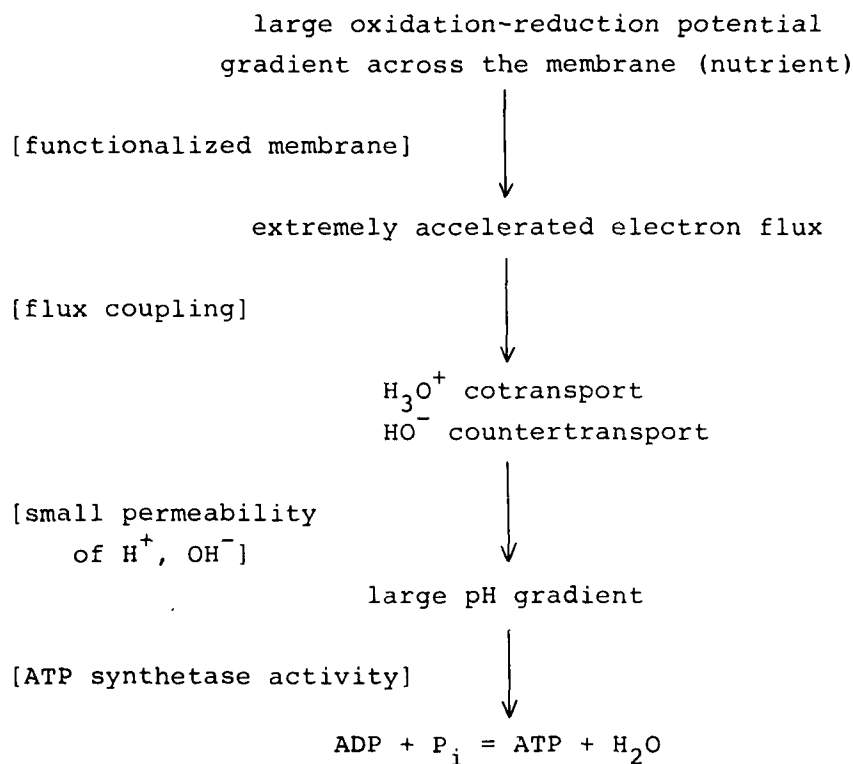 large oxidation-reduction potential
gradient across the membrane (nutrient)
[functionalized membrane]
extremely accelerated electron flux
[flux coupling]
H₃O⁺ cotransport
HO⁻ countertransport
[small permeability
of H⁺, OH⁻]
large pH gradient
[ATP synthetase activity]
ADP + Pᵢ = ATP + H₂O